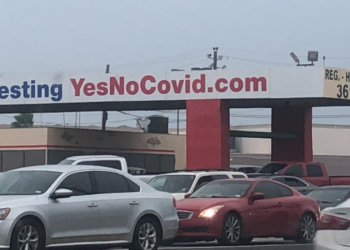 esting YesNoCovid.com
REG. - H
36